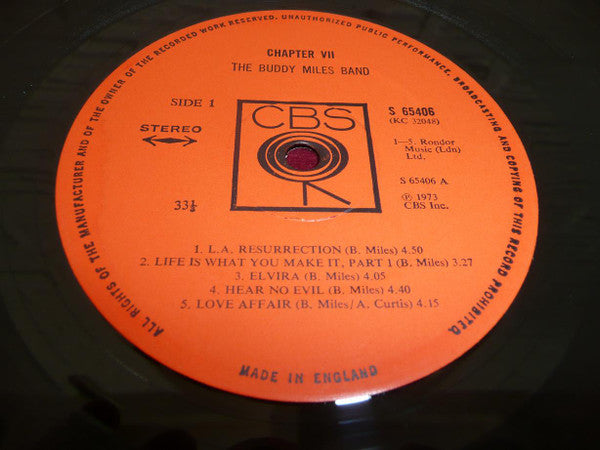 ALL RIGHTS OF THE MANUFACTURER AND OF THE OWNER OF THE RECORDED WORK RESERVED. UNAUTHORIZED PUBLIC PERFORMANCE, BROADCASTING AND COPYING OF THIS RECORD PROHIBITED.
CHAPTER VII
THE BUDDY MILES BAND
SIDE 1
STEREO
33⅓
CBS
S 65406
(KC 32048)
1—5. Rondor
Music (Ldn)
Ltd.
S 65406 A
℗ 1973
CBS Inc.
1. L.A. RESURRECTION (B. Miles) 4.50
2. LIFE IS WHAT YOU MAKE IT, PART 1 (B. Miles) 3.27
3. ELVIRA (B. Miles) 4.05
4. HEAR NO EVIL (B. Miles) 4.40
5. LOVE AFFAIR (B. Miles/A. Curtis) 4.15
MADE IN ENGLAND